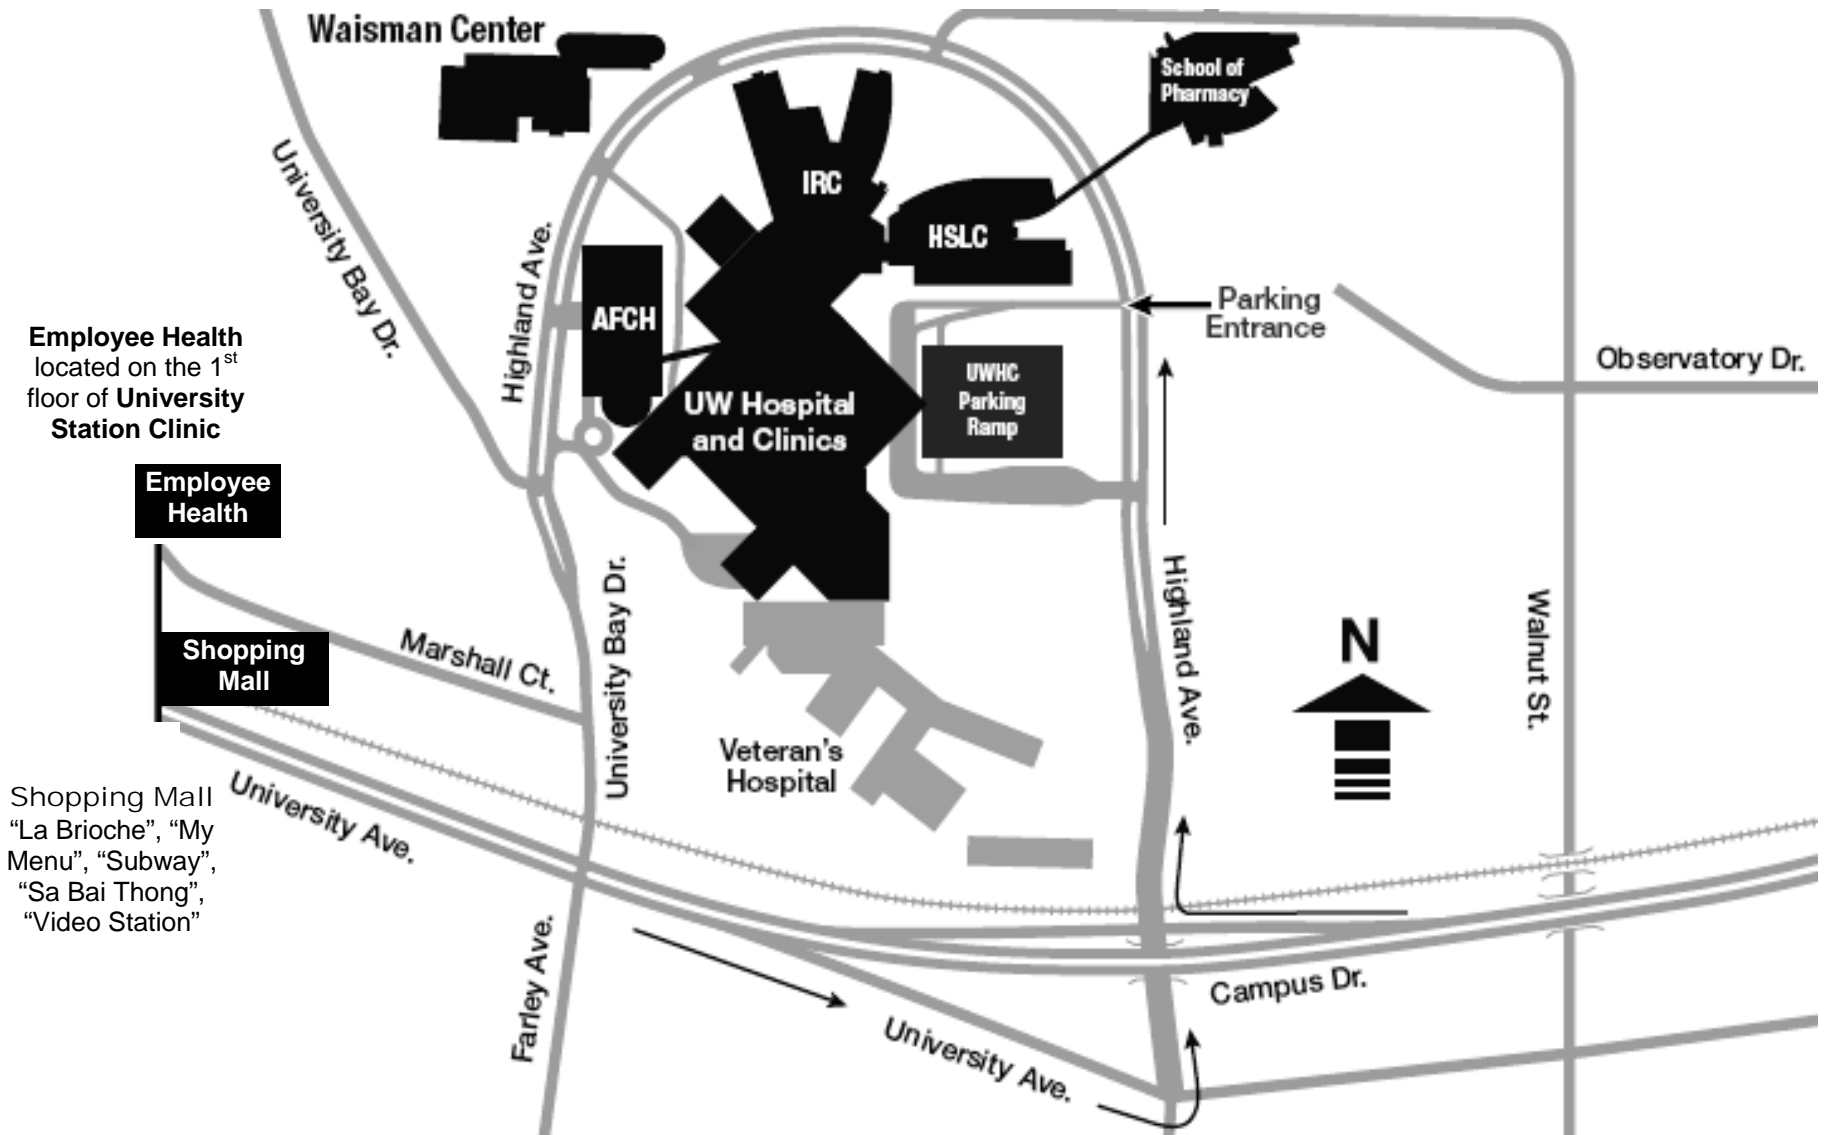 Waisman Center
School of
Pharmacy
University Bay Dr.
IRC
HSLC
Highland Ave.
AFCH
Parking
Entrance
Observatory Dr.
Employee Health
located on the 1st
floor of University
Station Clinic
UW Hospital
and Clinics
UWHC
Parking
Ramp
Employee
Health
University Bay Dr.
Highland Ave.
Walnut St.
N
Marshall Ct.
Shopping
Mall
Veteran's
Hospital
Shopping Mall
“La Brioche”, “My
Menu”, “Subway”,
“Sa Bai Thong”,
“Video Station”
University Ave.
Farley Ave.
Campus Dr.
University Ave.